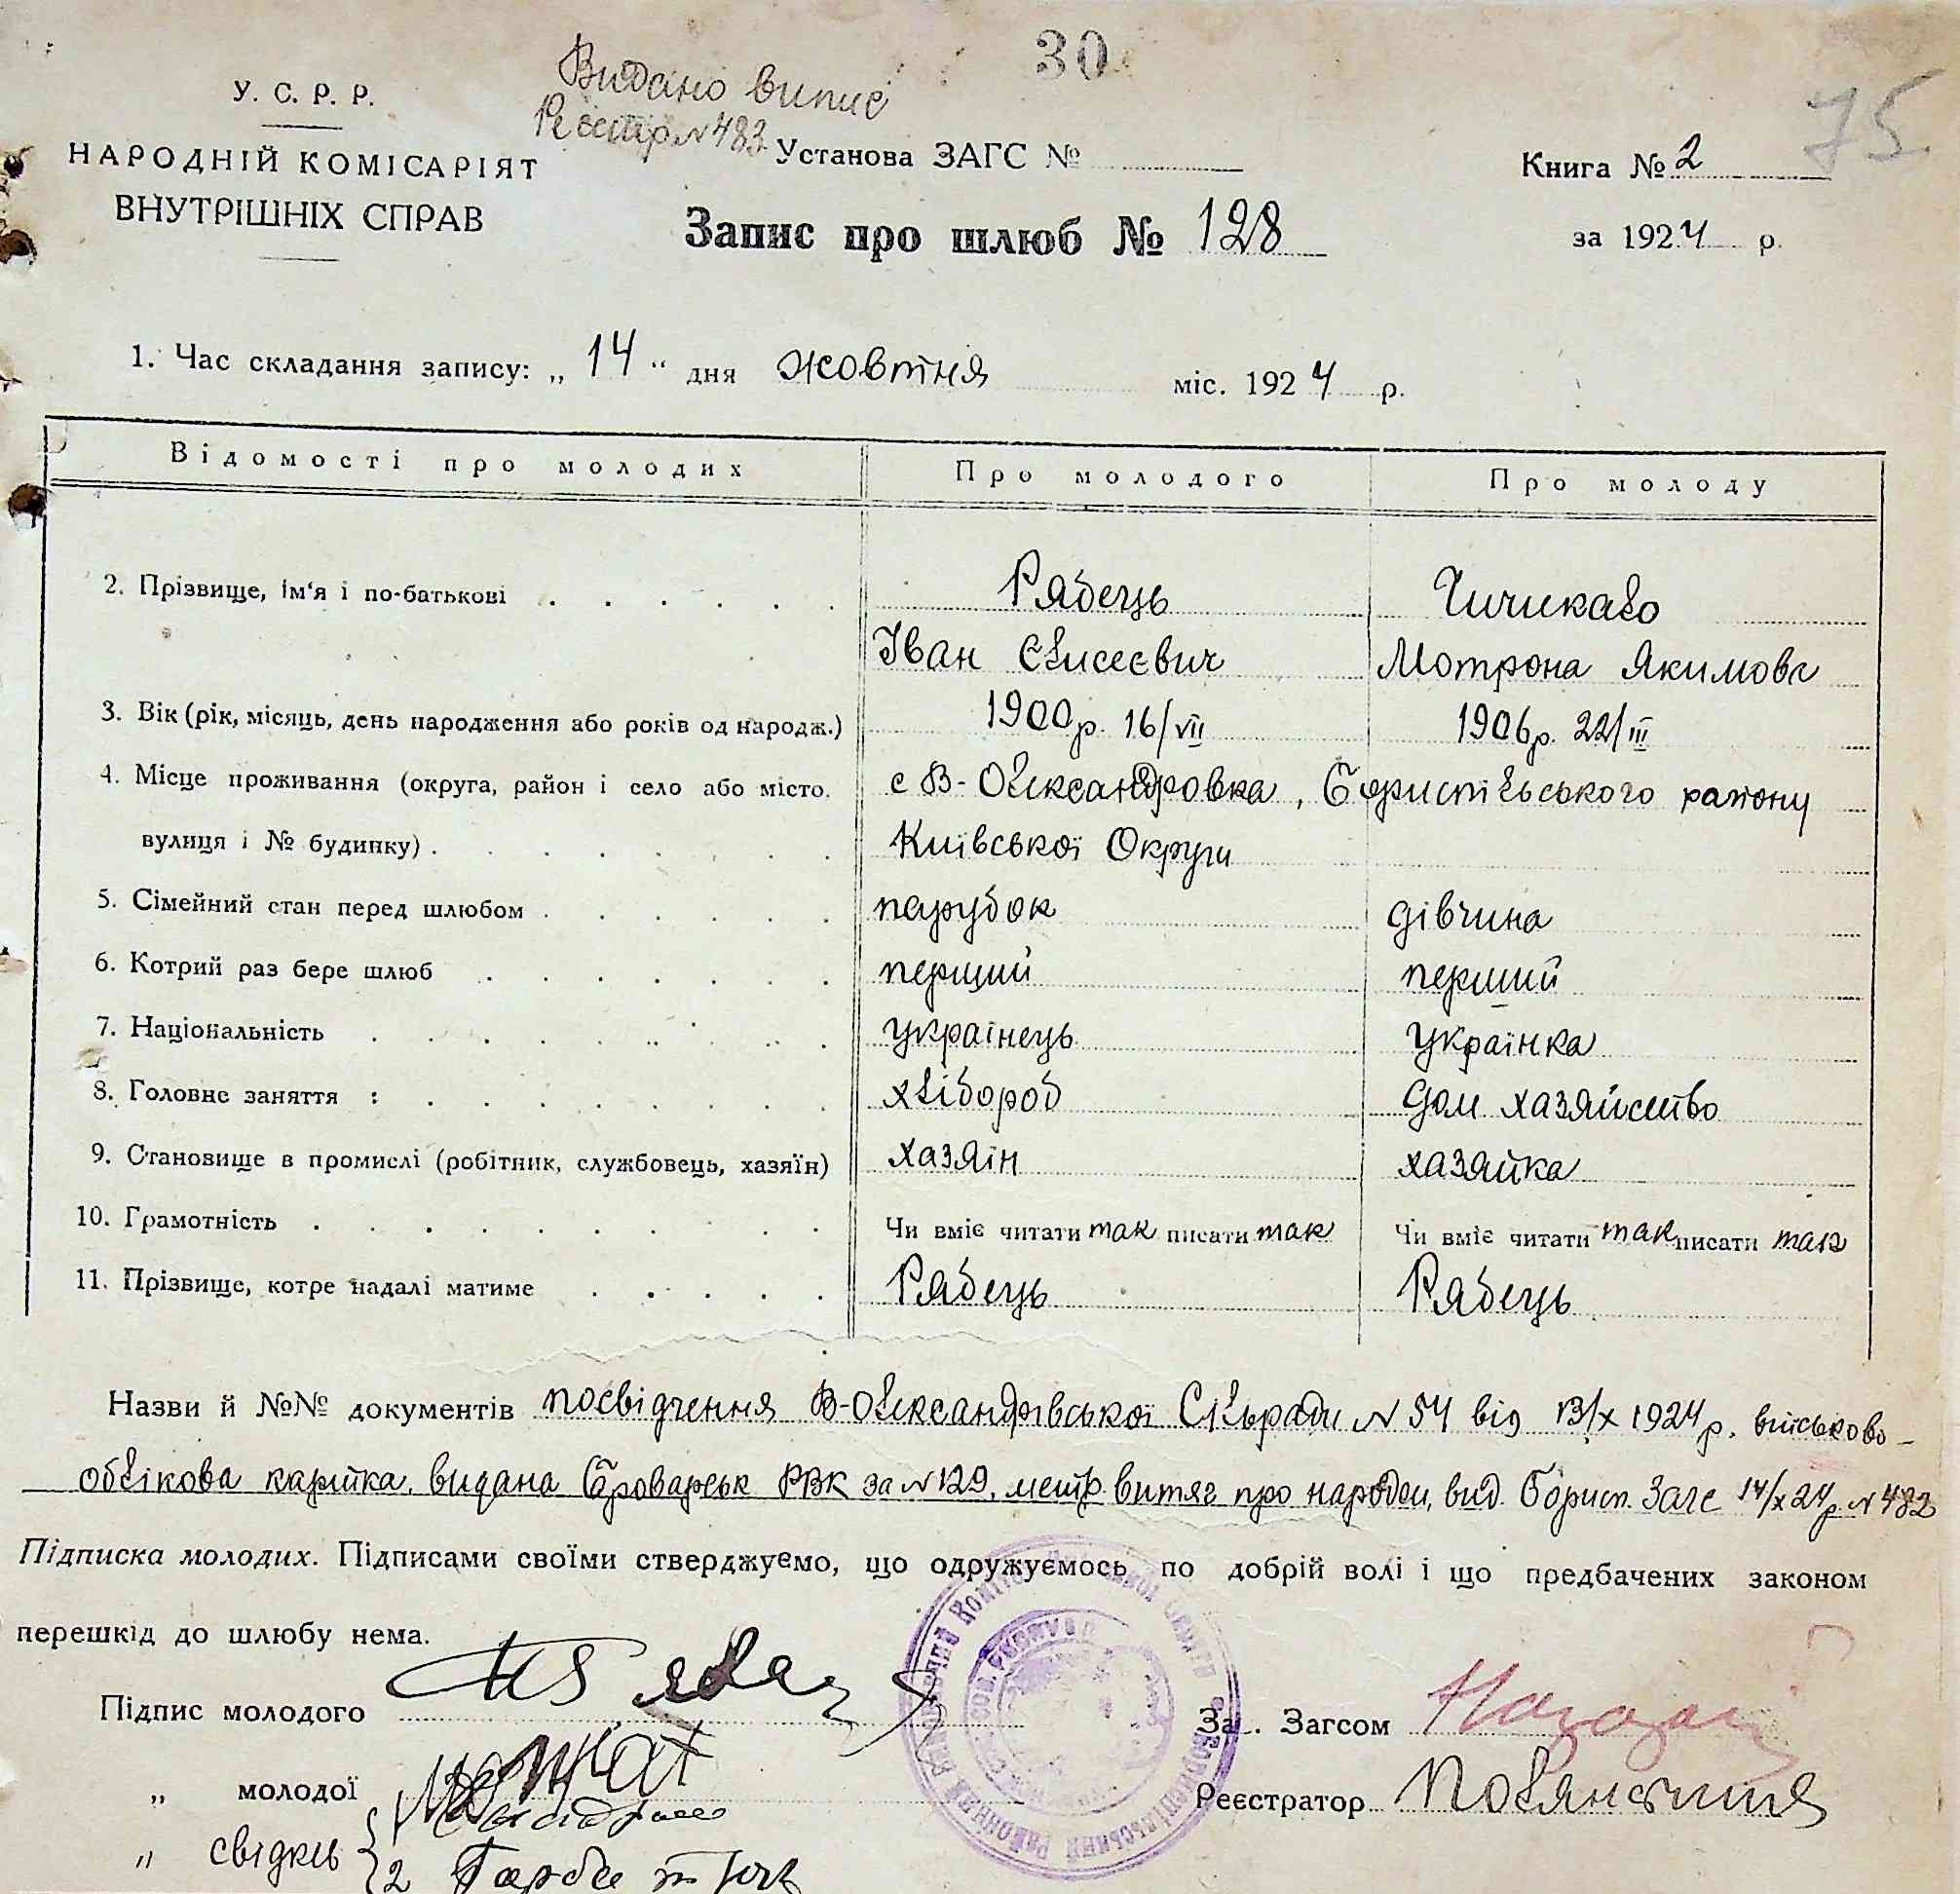 30
75
Видано випис
Реєстр N 483
У. С. Р. Р.
НАРОДНІЙ КОМІСАРІЯТ
ВНУТРІШНІХ СПРАВ
Установа ЗАГС №
Книга № 2
Запис про шлюб № 128
за 1924 р.
1. Час складання запису: „ 14 “ дня жовтня міс. 1924 р.
Відомості про молодих Про молодого Про молоду
2. Прізвище, ім'я і по-батькові Рябець Чичикало
Іван Єлисеєвич Мотрона Якимовс
3. Вік (рік, місяць, день народження або років од народж.) 1900 р. 16/VII 1906 р. 22/III
4. Місце проживання (округа, район і село або місто, с В-Олександровка, Бориспільського району
вулиця і № будинку) Київської Округи
5. Сімейний стан перед шлюбом парубок дівчина
6. Котрий раз бере шлюб перший перший
7. Національність українець українка
8. Головне заняття : хлібороб дом хазяйство
9. Становище в промислі (робітник, службовець, хазяїн) хазяін хазяйка
10. Грамотність Чи вміє читати так писати так Чи вміє читати так писати так
11. Прізвище, котре надалі матиме Рябець Рябець
Назви й №№ документів посвідчення В-Олександрівської Сільради N 54 від 13/X 1924 р. військово-
облікова картка, видана Броварськ РВК за N 129, метр. витяг про народж, вид. Борисп. Загс 14/X 24 р. N 482
Підписка молодих. Підписами своїми стверджуємо, що одружуємось по добрій волі і що предбачених законом
перешкід до шлюбу нема.
Підпис молодого
За . Загсом
„ молодої
Реєстратор
„ свідків
2